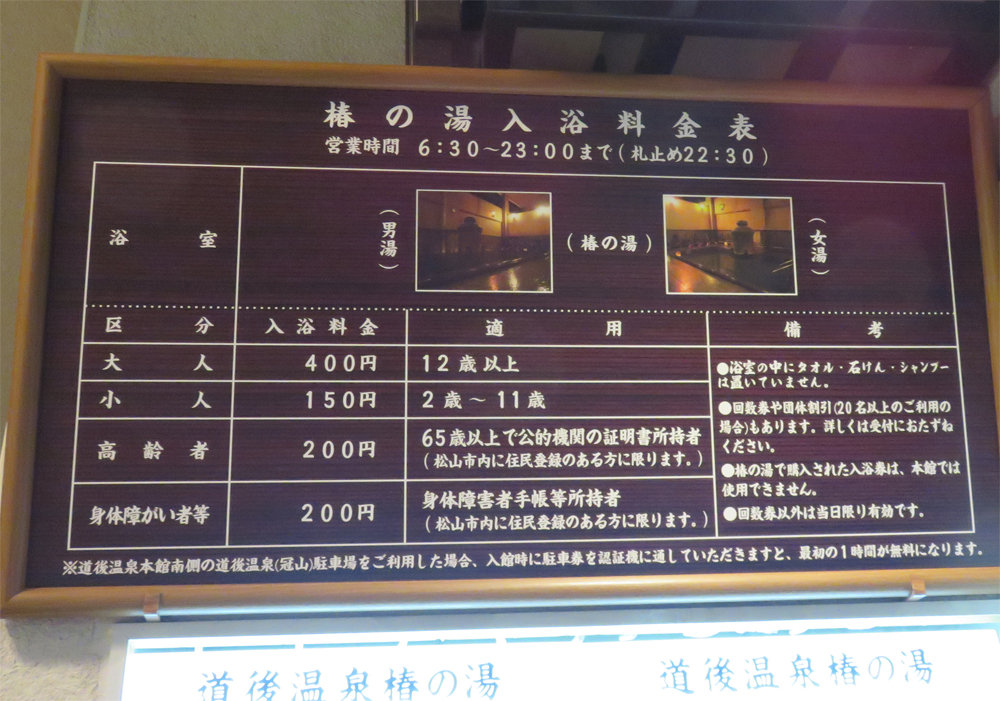 椿の湯入浴料金表
営業時間 6:30～23:00まで(札止め22:30)
浴室
(男湯)
(椿の湯)
(女湯)
区分 入浴料金 適用 備考
大人 400円 12歳以上
小人 150円 2歳～11歳
高齢者 200円 65歳以上で公的機関の証明書所持者
(松山市内に住民登録のある方に限ります。)
身体障がい者等 200円 身体障害者手帳等所持者
(松山市内に住民登録のある方に限ります。)
●浴室の中にタオル・石けん・シャンプー
は置いていません。
●回数券や団体割引(20名以上のご利用の
場合)もあります。詳しくは受付におたずね
ください。
●椿の湯で購入された入浴券は、本館では
使用できません。
●回数券以外は当日限り有効です。
※道後温泉本館南側の道後温泉(冠山)駐車場をご利用した場合、入館時に駐車券を認証機に通していただきますと、最初の1時間が無料になります。
道後温泉椿の湯
道後温泉椿の湯